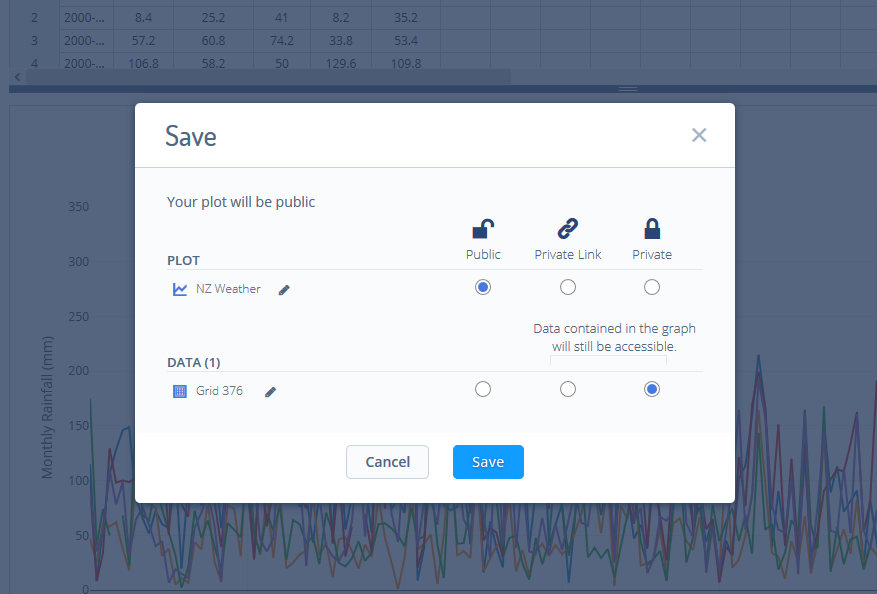 2 2000-... 8.4 25.2 41 8.2 35.2
3 2000-... 57.2 60.8 74.2 33.8 53.4
4 2000-... 106.8 58.2 50 129.6 109.8
Save
Your plot will be public
Public Private Link Private
PLOT
NZ Weather
Data contained in the graph
will still be accessible.
DATA (1)
Grid 376
Cancel Save
Monthly Rainfall (mm)
350
300
250
200
150
100
50
0